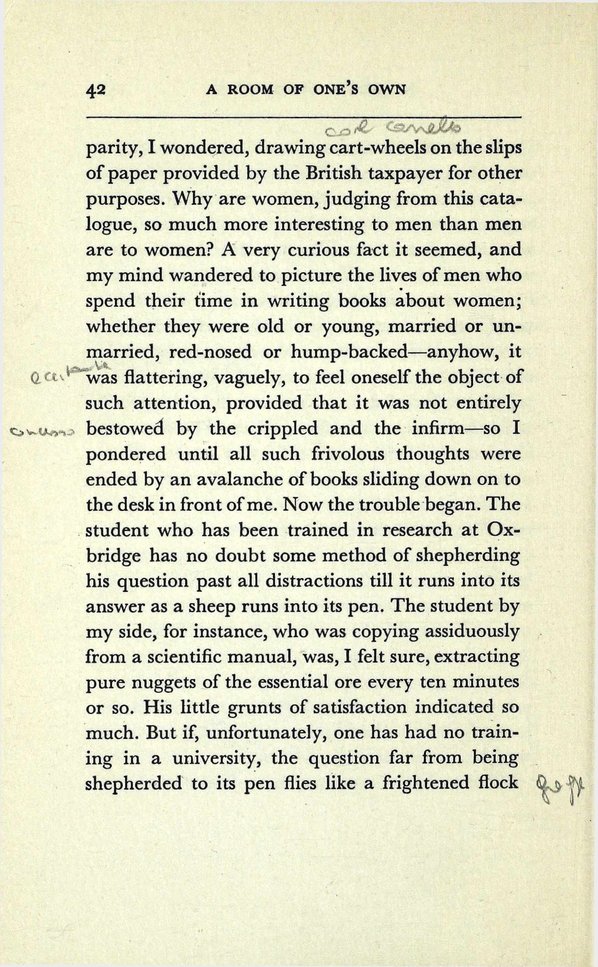 42 A ROOM OF ONE'S OWN
parity, I wondered, drawing cart-wheels on the slips
of paper provided by the British taxpayer for other
purposes. Why are women, judging from this cata-
logue, so much more interesting to men than men
are to women? A very curious fact it seemed, and
my mind wandered to picture the lives of men who
spend their time in writing books about women;
whether they were old or young, married or un-
married, red-nosed or hump-backed—anyhow, it
was flattering, vaguely, to feel oneself the object of
such attention, provided that it was not entirely
bestowed by the crippled and the infirm—so I
pondered until all such frivolous thoughts were
ended by an avalanche of books sliding down on to
the desk in front of me. Now the trouble began. The
student who has been trained in research at Ox-
bridge has no doubt some method of shepherding
his question past all distractions till it runs into its
answer as a sheep runs into its pen. The student by
my side, for instance, who was copying assiduously
from a scientific manual, was, I felt sure, extracting
pure nuggets of the essential ore every ten minutes
or so. His little grunts of satisfaction indicated so
much. But if, unfortunately, one has had no train-
ing in a university, the question far from being
shepherded to its pen flies like a frightened flock